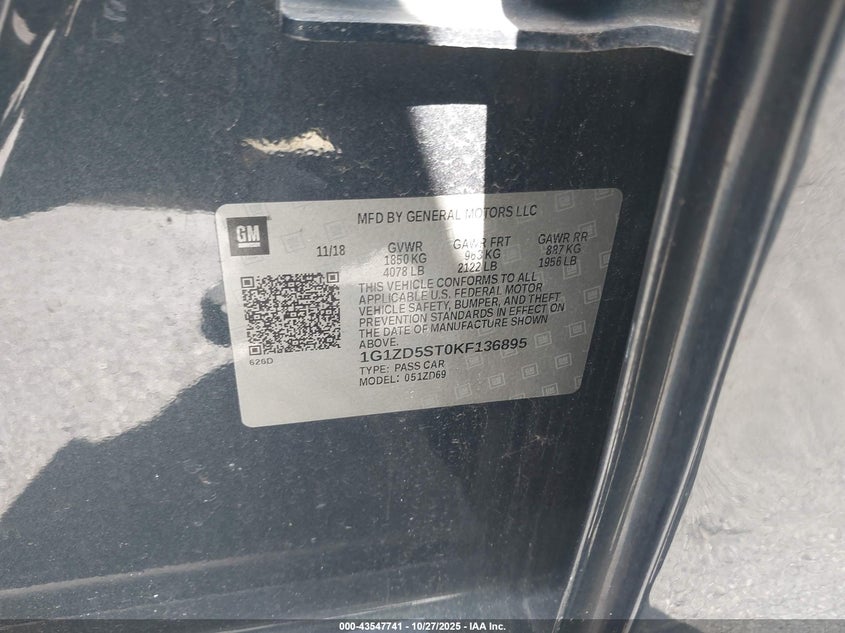 MFD BY GENERAL MOTORS LLC
GM
11/18
GVWR GAWR FRT GAWR RR
1850 KG 963 KG 887 KG
4078 LB 2122 LB 1956 LB
THIS VEHICLE CONFORMS TO ALL
APPLICABLE U.S. FEDERAL MOTOR
VEHICLE SAFETY, BUMPER, AND THEFT
PREVENTION STANDARDS IN EFFECT ON
THE DATE OF MANUFACTURE SHOWN
ABOVE.
626D
1G1ZD5ST0KF136895
TYPE: PASS CAR
MODEL: 051ZD69
000-43547741 | 10/27/2025 - IAA Inc.